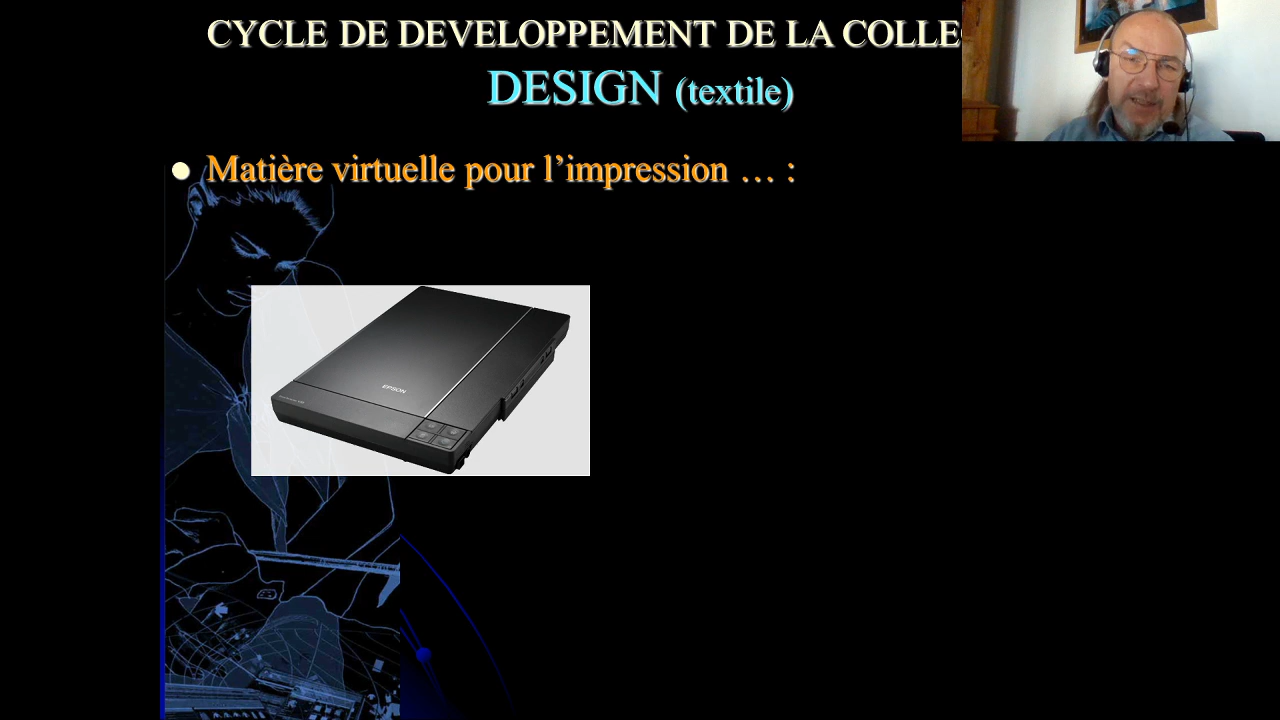 CYCLE DE DEVELOPPEMENT DE LA COLLE
DESIGN (textile)
Matière virtuelle pour l’impression … :
EPSON